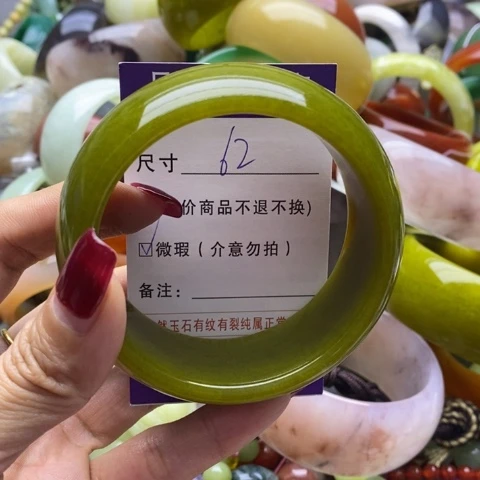 尺寸 62
价商品不退不换)
☑微瑕(介意勿拍)
备注:
玉石有纹有裂纯属正常